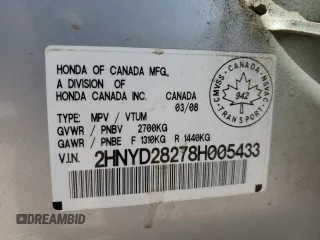 HONDA OF CANADA MFG.
A DIVISION OF
HONDA CANADA INC. CANADA
03/08
TYPE: MPV / VTUM
GVWR / PNBV 2700KG
GAWR / PNBE F 1310KG R 1440KG
V.I.N. 2HNYD28278H005433
CMVSS - NSVAC
942
TRANSPORT
DREAMBID